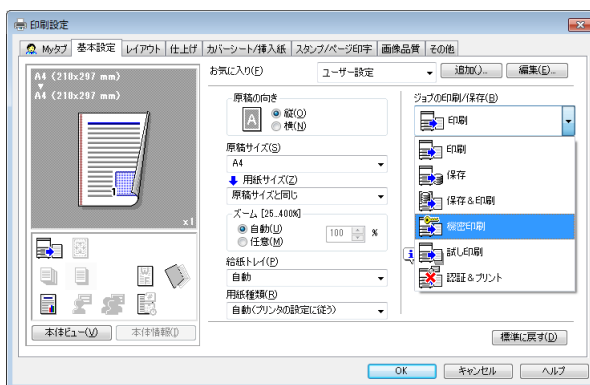 印刷設定
Myタブ 基本設定 レイアウト 仕上げ カバーシート/挿入紙 スタンプ/ページ印字 画像品質 その他
A4 (210x297 mm)
A4 (210x297 mm)
1
x1
本体ビュー(V) 本体情報(I)
お気に入り(F) ユーザー設定 追加()... 編集(E)...
原稿の向き
A
縦(O)
横(N)
原稿サイズ(S)
A4
用紙サイズ(Z)
原稿サイズと同じ
ズーム [25..400%]
自動(U)
任意(M)
100 %
給紙トレイ(P)
自動
用紙種類(R)
自動(プリンタの設定に従う)
ジョブの印刷/保存(B)
印刷
印刷
保存
保存 & 印刷
機密印刷
試し印刷
認証 & プリント
標準に戻す(D)
OK キャンセル ヘルプ